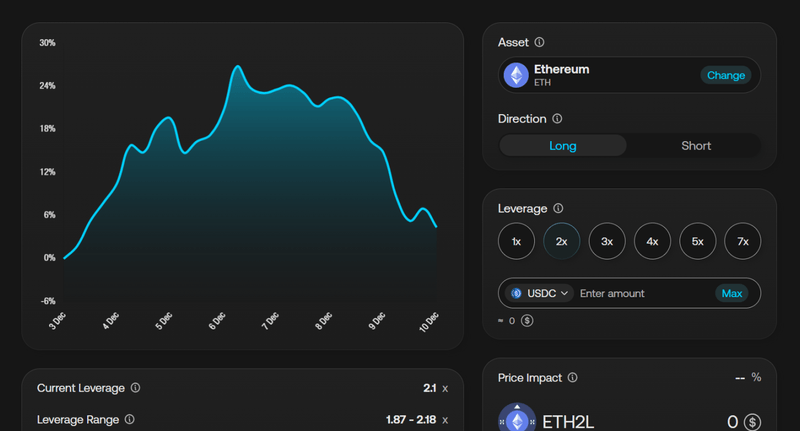 30%
24%
18%
12%
6%
0%
-6%
3 Dec
4 Dec
5 Dec
6 Dec
7 Dec
8 Dec
9 Dec
10 Dec
Current Leverage
2.1 x
Leverage Range
1.87 - 2.18 x
Asset
Ethereum
ETH
Change
Direction
Long
Short
Leverage
1x
2x
3x
4x
5x
7x
USDC
Enter amount
Max
≈ 0 $
Price Impact
-- %
ETH2L
0 $